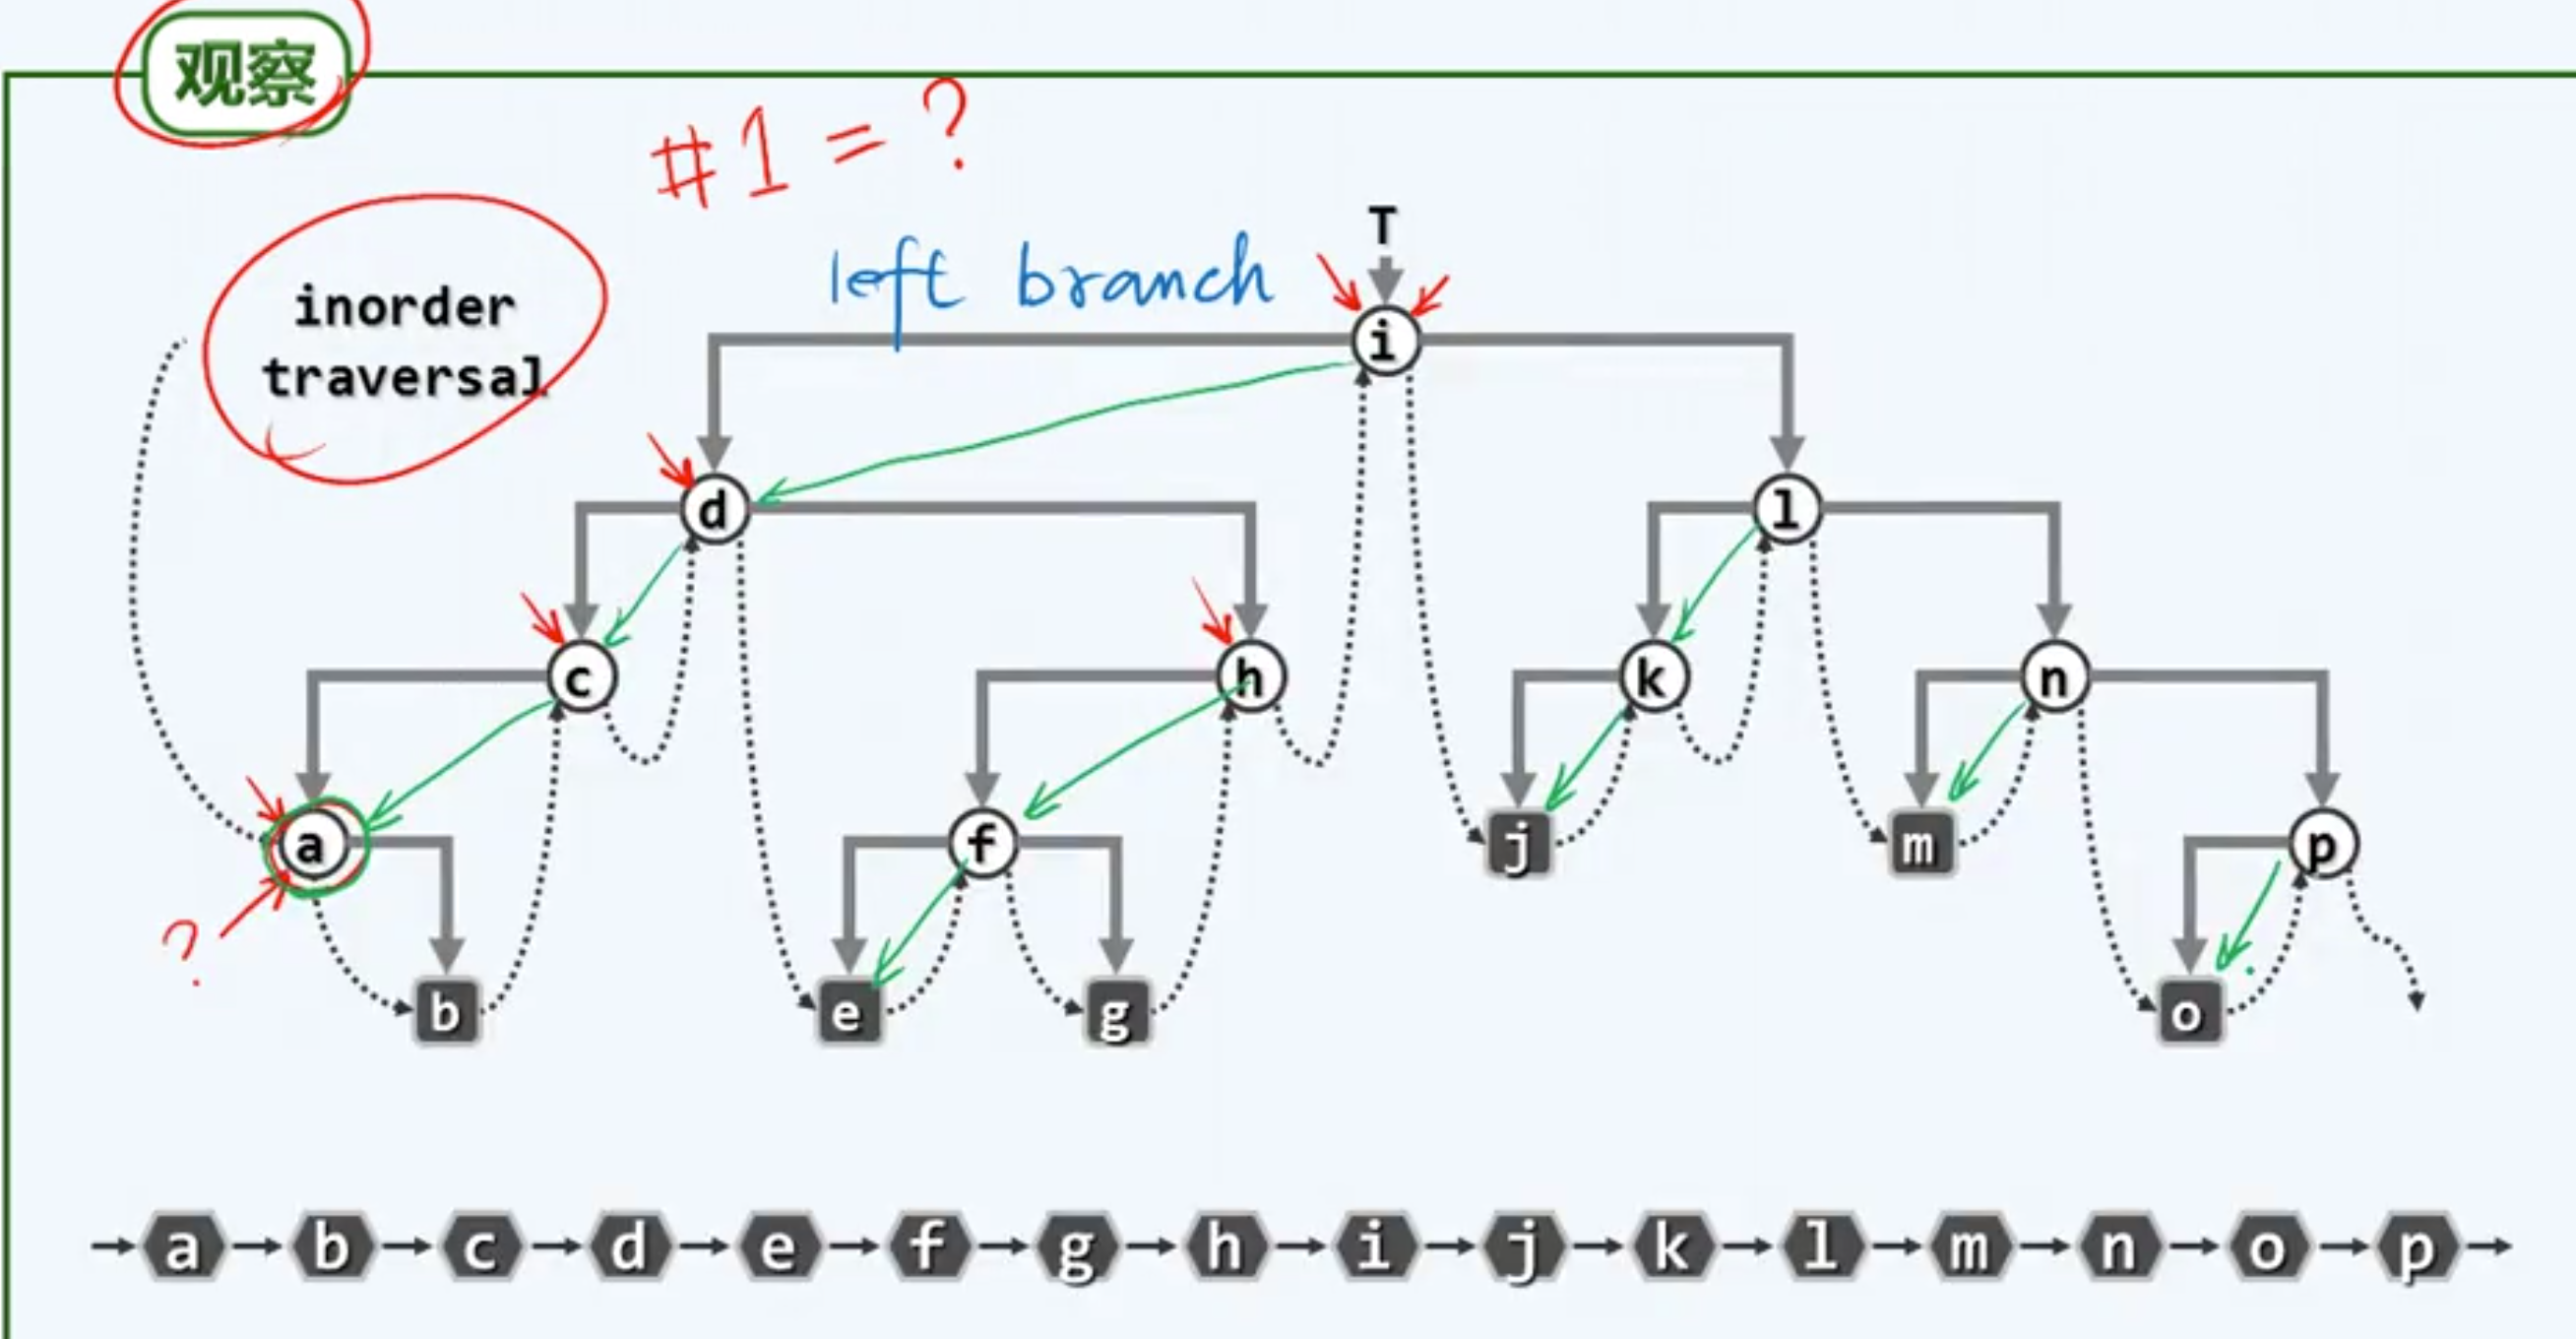 观察
#1 = ?
T
left branch
inorder
traversal
i
d
l
c
h
k
n
a
f
j
m
p
?
b
e
g
o
a b c d e f g h i j k l m n o p